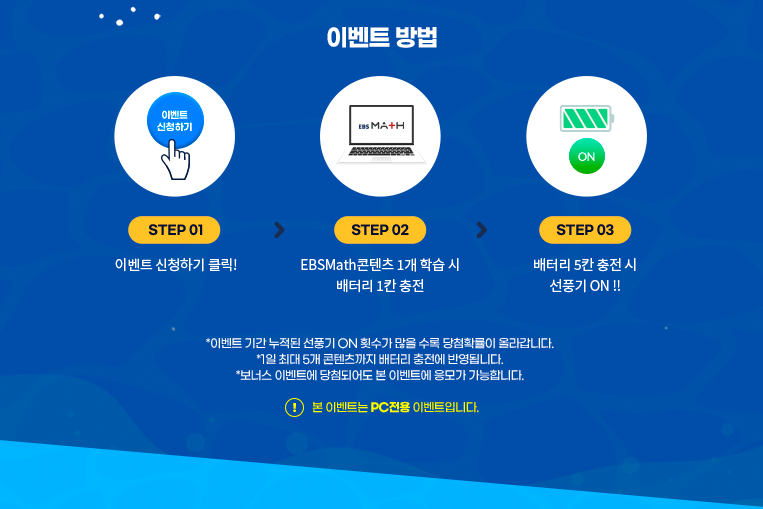 이벤트 방법
이벤트
신청하기
EBS MATH
ON
STEP 01
STEP 02
STEP 03
이벤트 신청하기 클릭!
EBSMath콘텐츠 1개 학습 시
배터리 1칸 충전
배터리 5칸 충전 시
선풍기 ON !!
*이벤트 기간 누적된 선풍기 ON 횟수가 많을 수록 당첨확률이 올라갑니다.
*1일 최대 5개 콘텐츠까지 배터리 충전에 반영됩니다.
*보너스 이벤트에 당첨되어도 본 이벤트에 응모가 가능합니다.
! 본 이벤트는 PC전용 이벤트입니다.